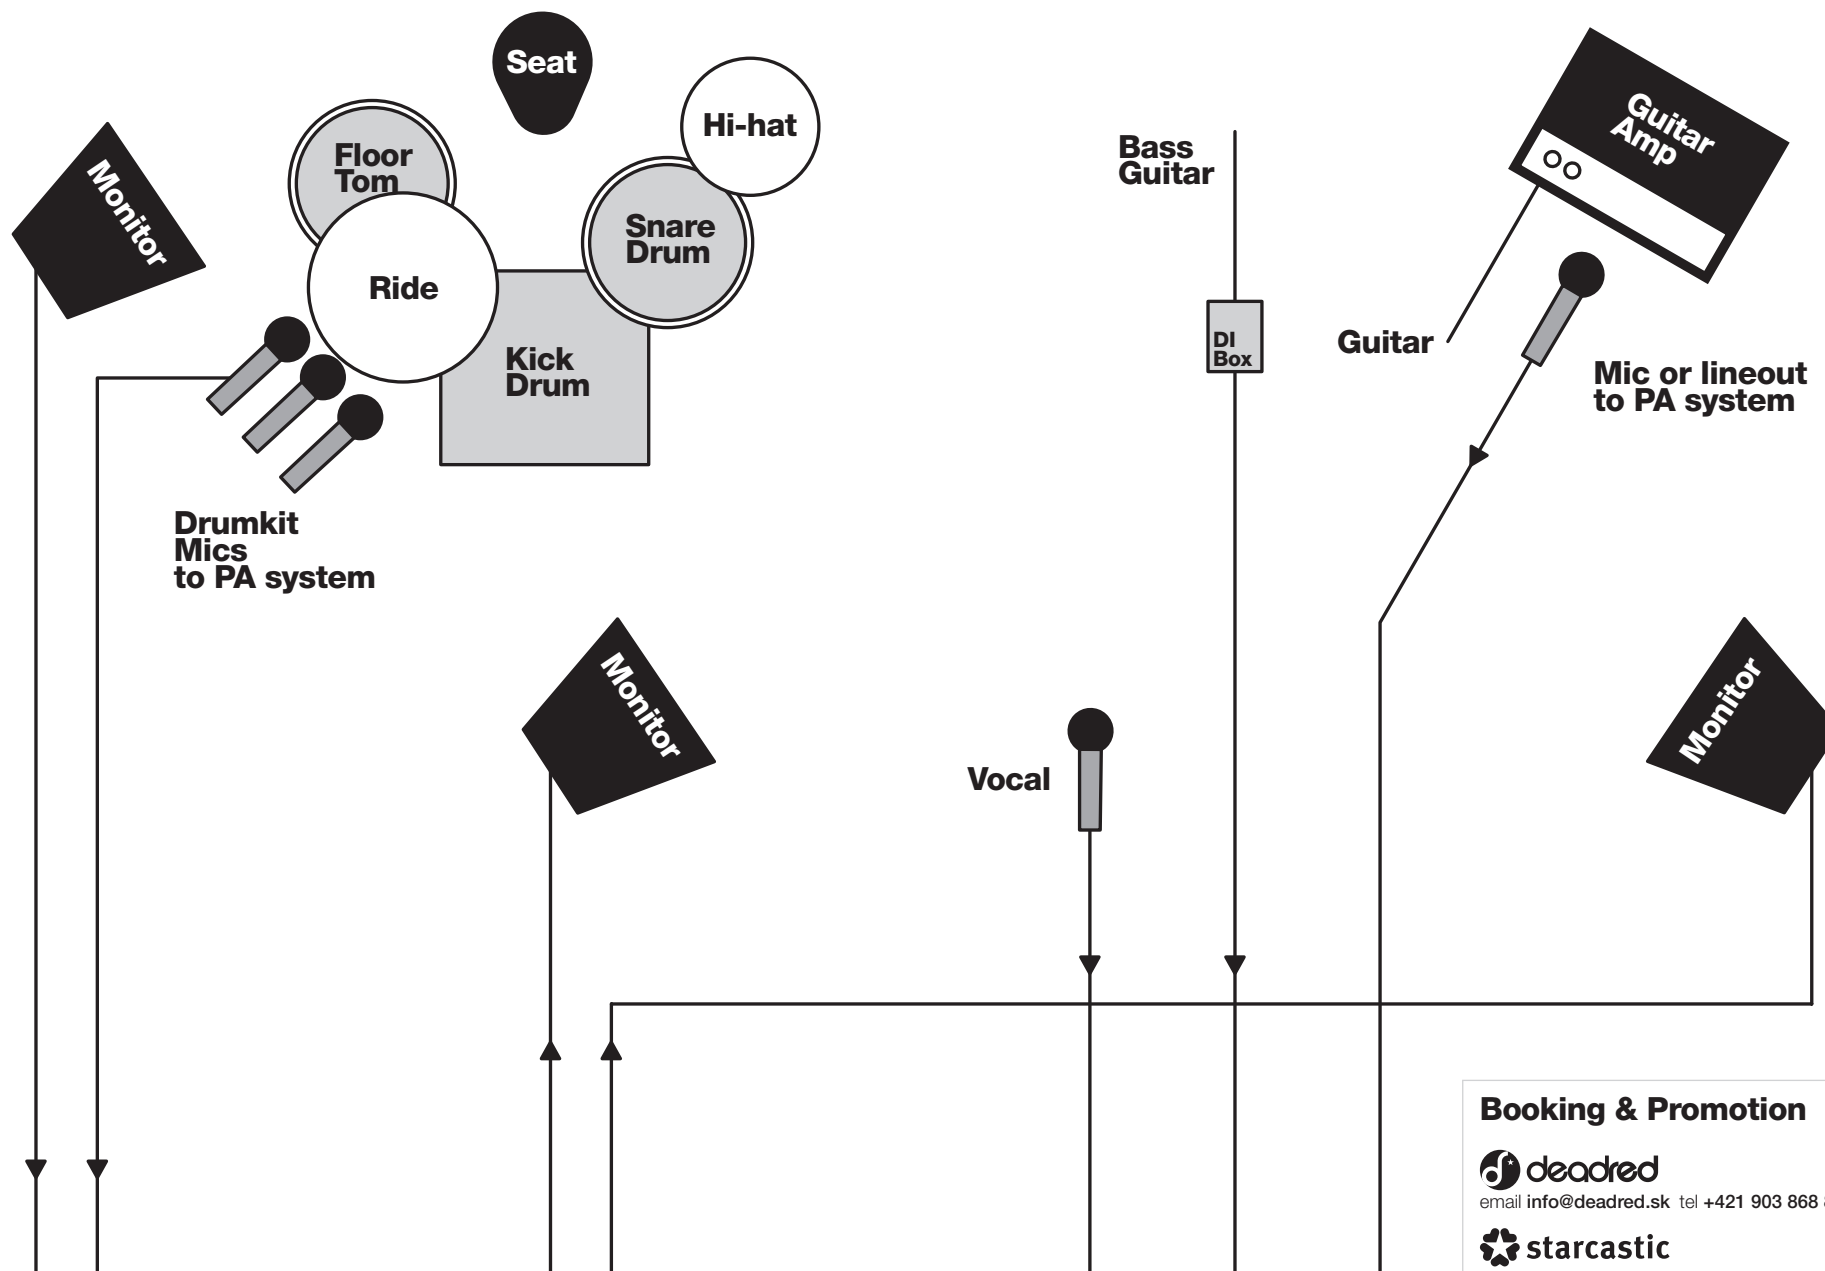 Seat
Hi-hat
Floor
Tom
Monitor
Snare
Drum
Ride
Kick
Drum
Bass
Guitar
DI
Box
Guitar
Amp
Guitar
Mic or lineout
to PA system
Drumkit
Mics
to PA system
Monitor
Monitor
Vocal
Booking & Promotion
deadred
email info@deadred.sk tel +421 903 868
starcastic